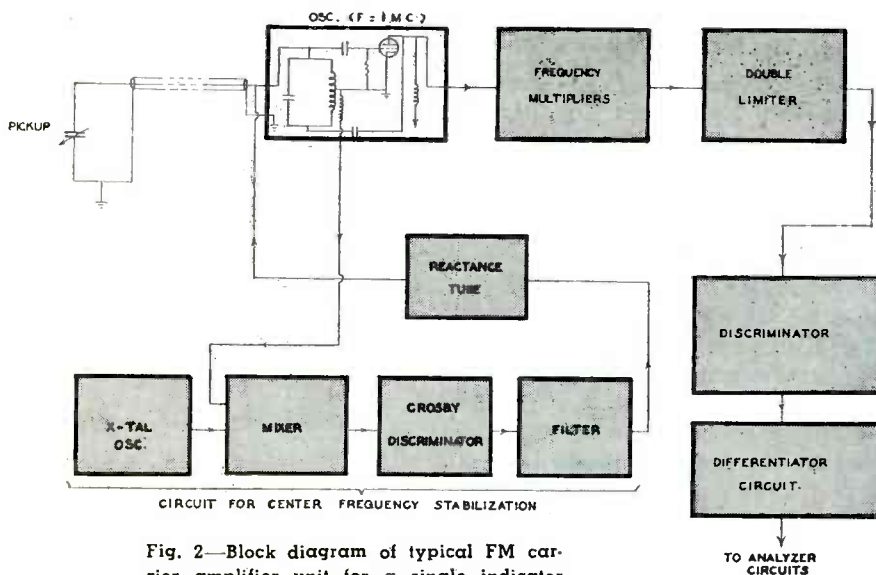 OSC. (F = 1 M C.)
PICKUP
FREQUENCY
MULTIPLIERS
DOUBLE
LIMITER
REACTANCE
TUBE
DISCRIMINATOR
X-TAL
OSC.
MIXER
CROSBY
DISCRIMINATOR
FILTER
DIFFERENTIATOR
CIRCUIT.
CIRCUIT FOR CENTER FREQUENCY STABILIZATION
TO ANALYZER
CIRCUITS
Fig. 2—Block diagram of typical FM car-
rier amplifier unit for a single indicator